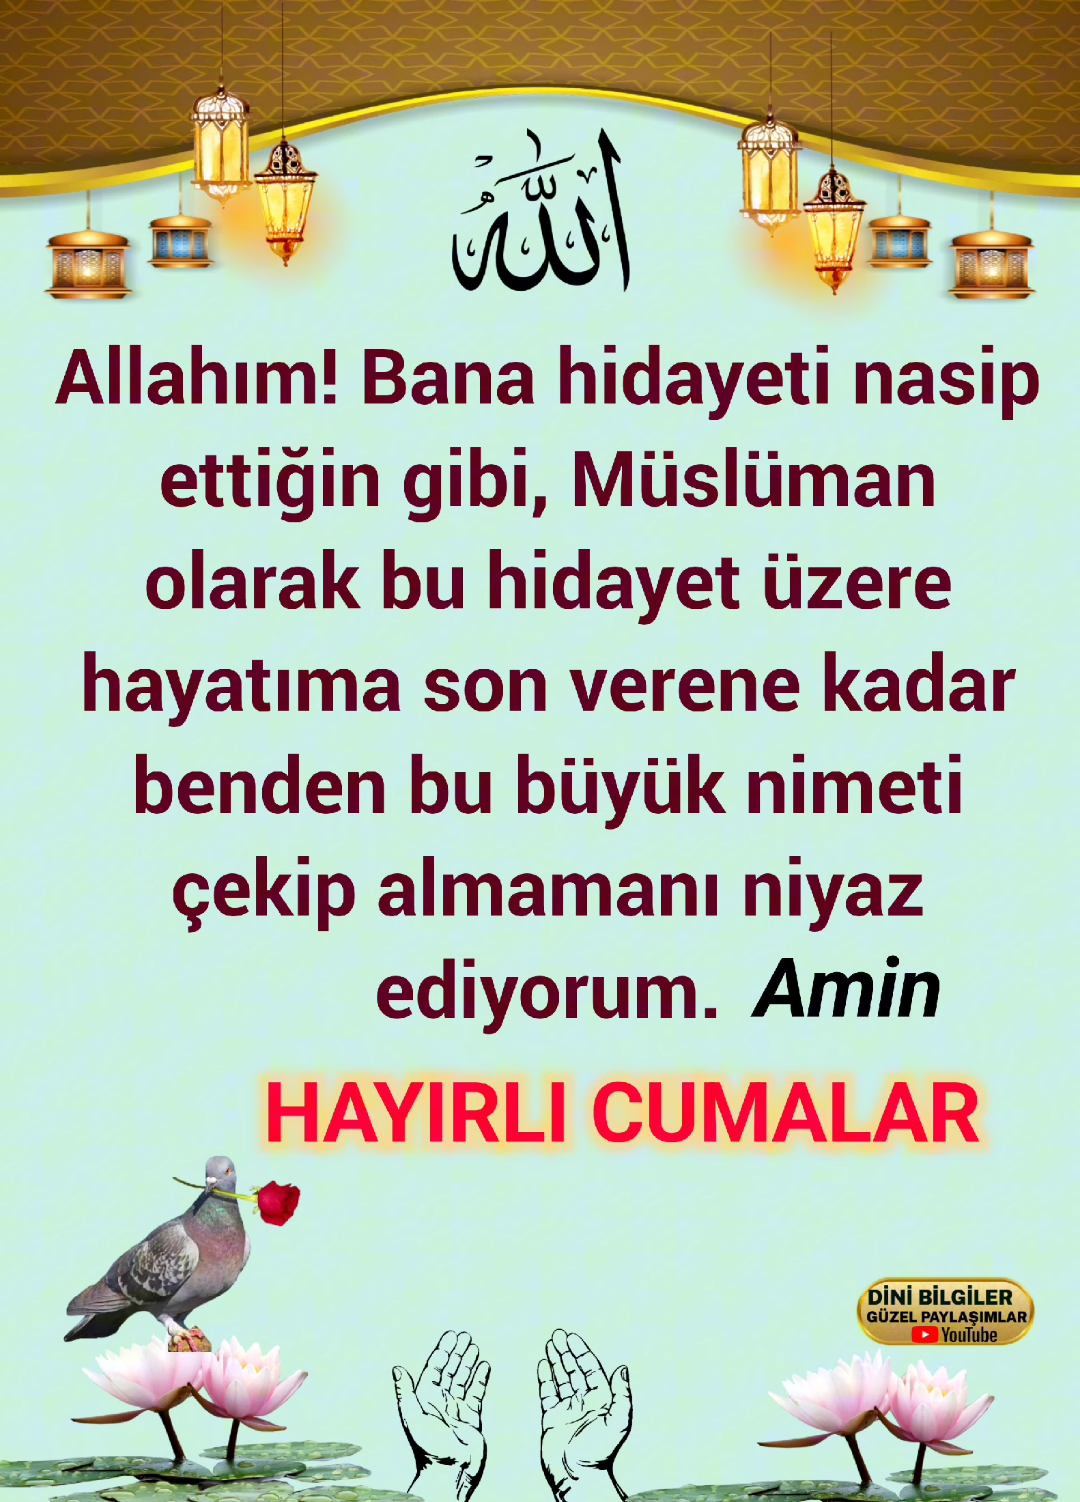 الله
Allahım! Bana hidayeti nasip
ettiğin gibi, Müslüman
olarak bu hidayet üzere
hayatıma son verene kadar
benden bu büyük nimeti
çekip almamanı niyaz
ediyorum. Amin
HAYIRLI CUMALAR
DİNİ BİLGİLER
GÜZEL PAYLAŞIMLAR
YouTube